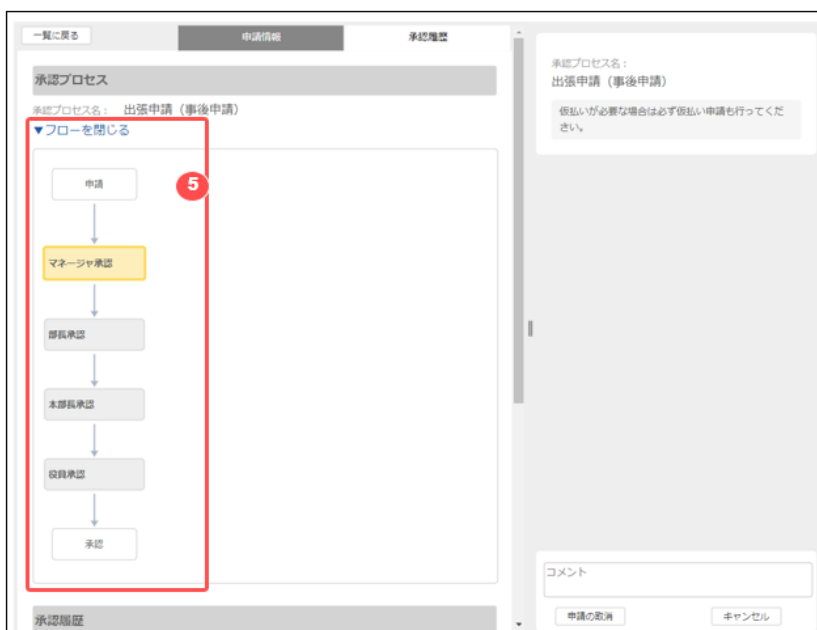 一覧に戻る
申請情報
承認履歴
承認プロセス
承認プロセス名： 出張申請（事後申請）
▼フローを閉じる
5
申請
マネージャ承認
部長承認
本部長承認
役員承認
承認
承認履歴
承認プロセス名：
出張申請（事後申請）
仮払いが必要な場合は必ず仮払い申請も行ってくだ
さい。
コメント
申請の取消
キャンセル